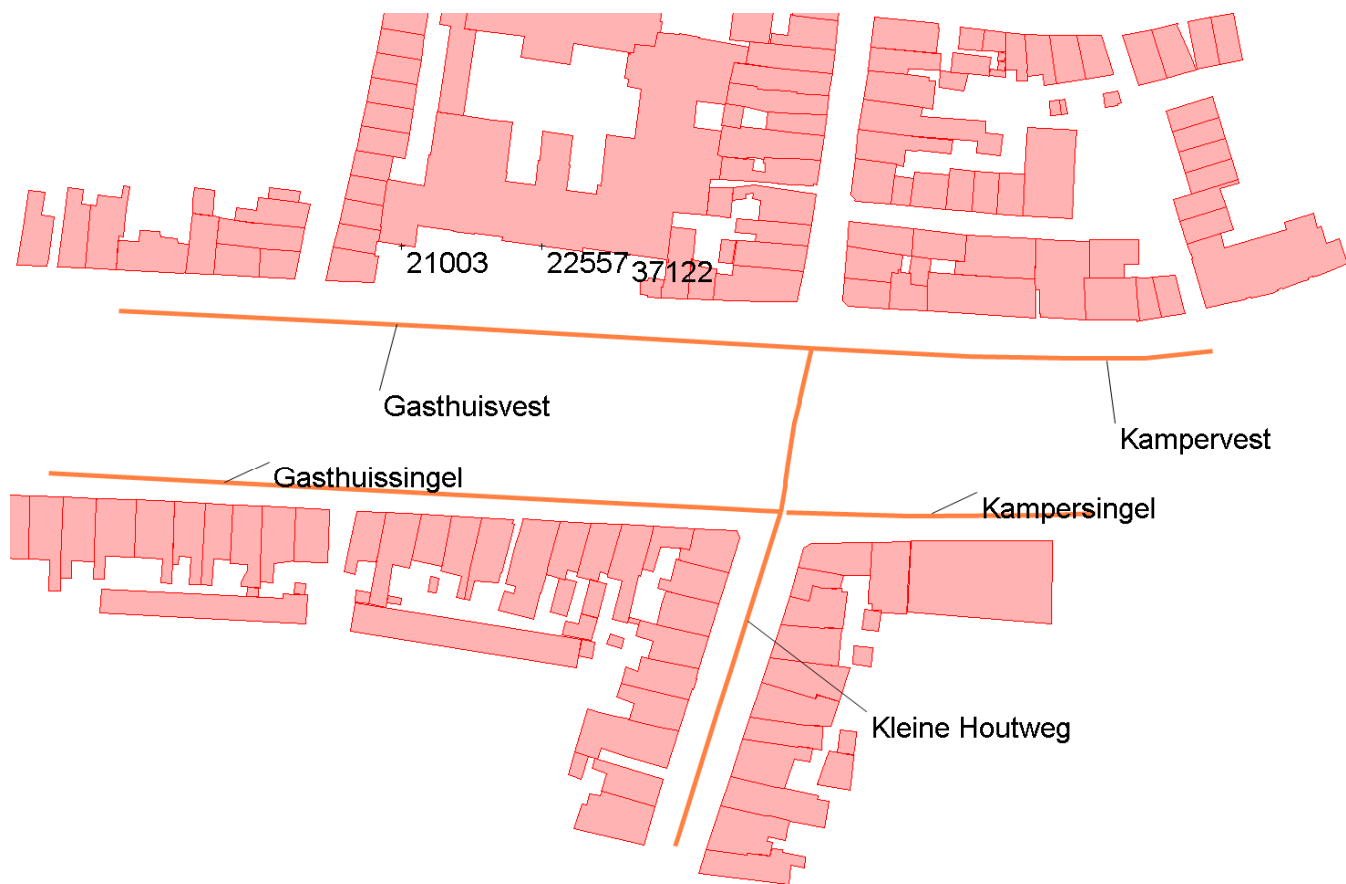 21003
22557
37122
Gasthuisvest
Kampervest
Gasthuissingel
Kampersingel
Kleine Houtweg